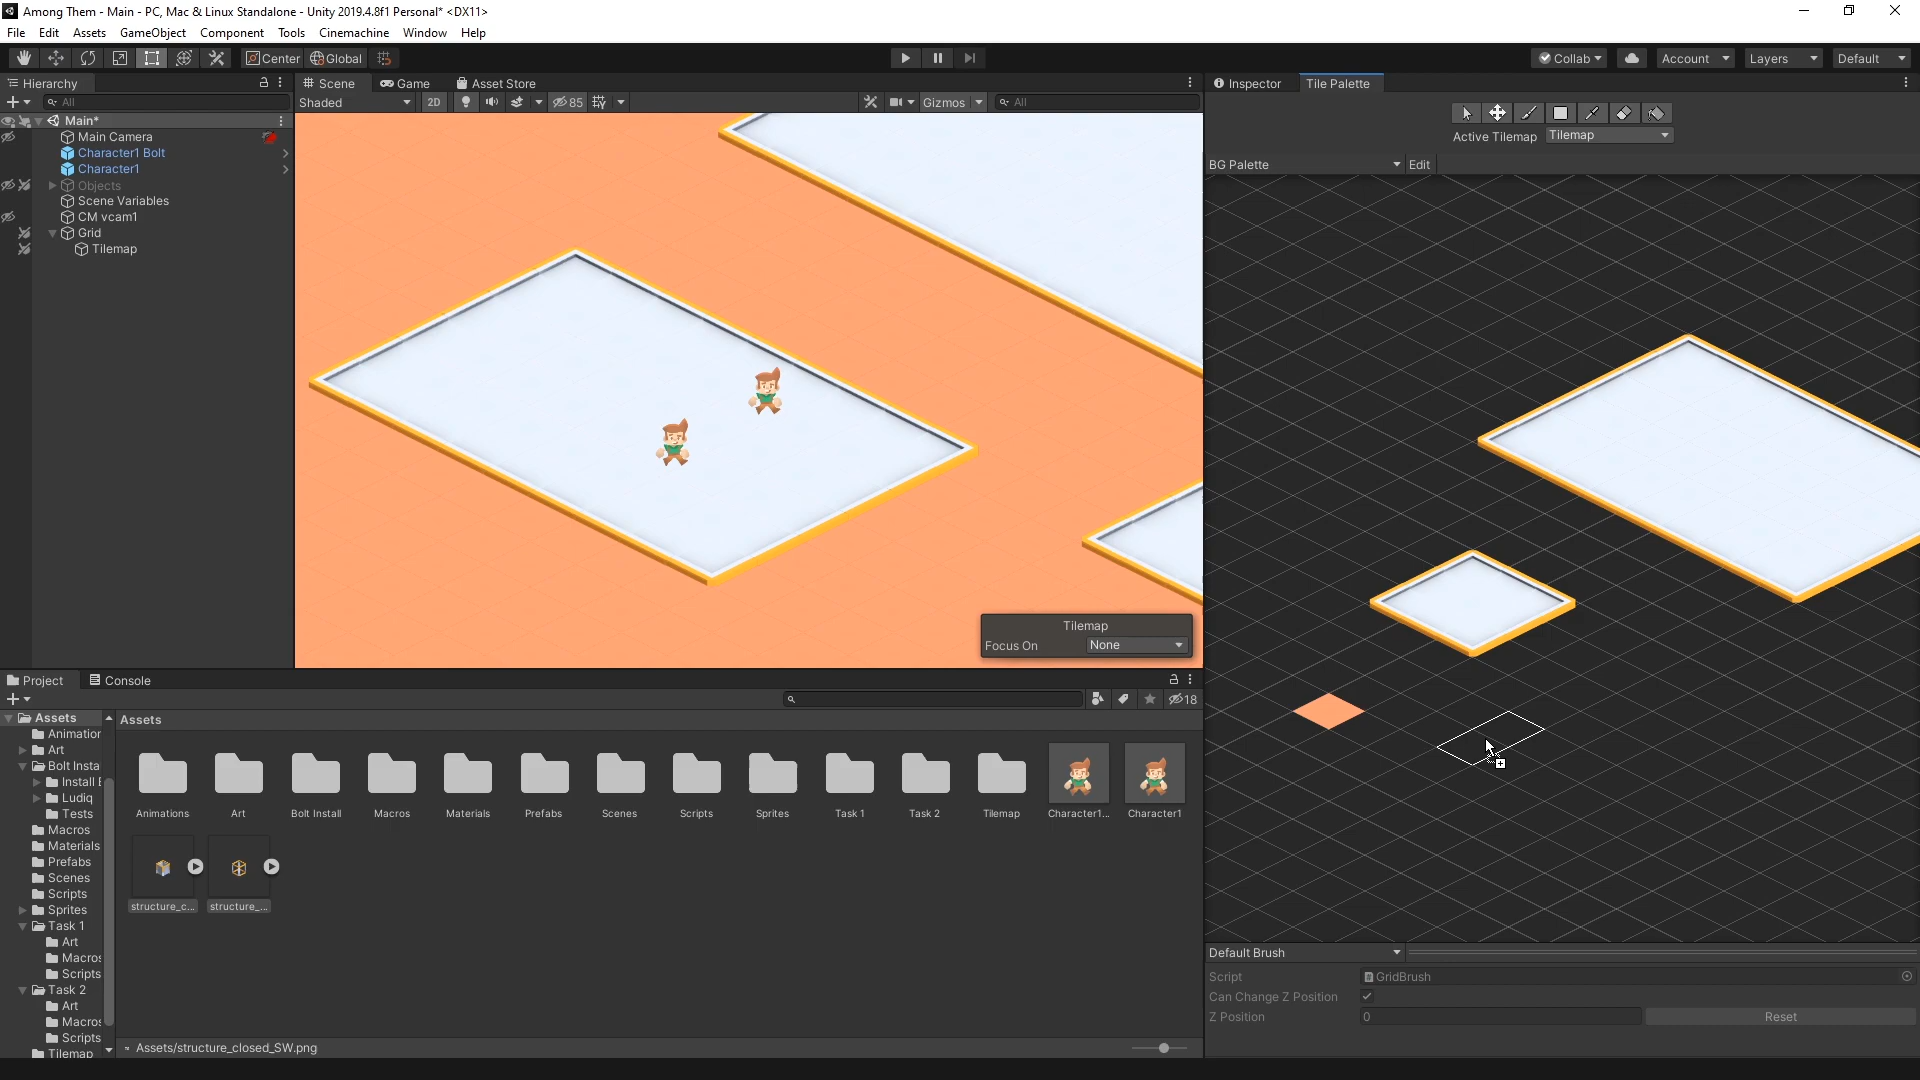 Among Them - Main - PC, Mac & Linux Standalone - Unity 2019.4.8f1 Personal* <DX11>
File Edit Assets GameObject Component Tools Cinemachine Window Help
Center Global Collab Account Layers Default
Hierarchy
All
Main*
Main Camera
Character1 Bolt
Character1
Objects
Scene Variables
CM vcam1
Grid
Tilemap
Scene Game Asset Store
Shaded 2D 85 Gizmos All
Tilemap
Focus On None
Inspector Tile Palette
Active Tilemap Tilemap
BG Palette Edit
Default Brush
Script GridBrush
Can Change Z Position
Z Position 0 Reset
Project Console
18
Assets
Animation
Art
Bolt Insta
Install E
Ludiq
Tests
Macros
Materials
Prefabs
Scenes
Scripts
Sprites
Task 1
Art
Macros
Scripts
Task 2
Art
Macros
Scripts
Tilemap
Assets
Animations Art Bolt Install Macros Materials Prefabs Scenes Scripts Sprites Task 1 Task 2 Tilemap Character1... Character1
structure_c... structure_...
Assets/structure_closed_SW.png